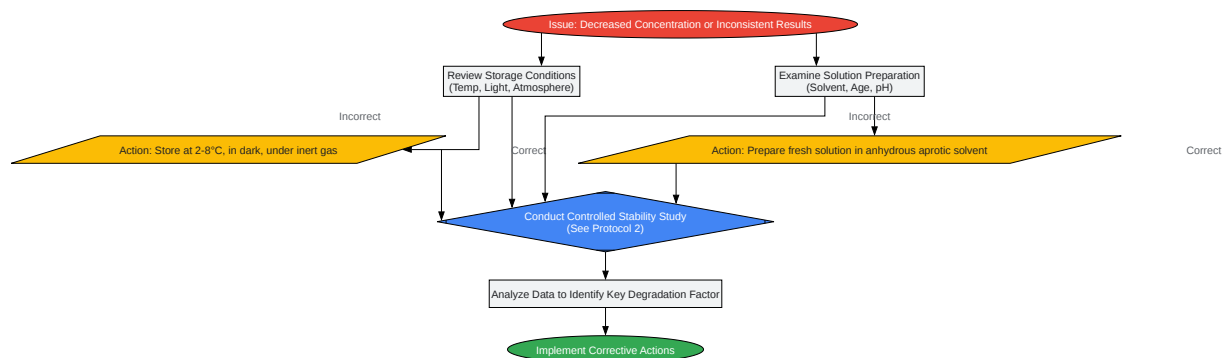 Issue: Decreased Concentration or Inconsistent Results
Review Storage Conditions
(Temp, Light, Atmosphere)
Examine Solution Preparation
(Solvent, Age, pH)
Incorrect
Incorrect
Action: Store at 2-8°C, in dark, under inert gas
Correct
Action: Prepare fresh solution in anhydrous aprotic solvent
Correct
Conduct Controlled Stability Study
(See Protocol 2)
Analyze Data to Identify Key Degradation Factor
Implement Corrective Actions